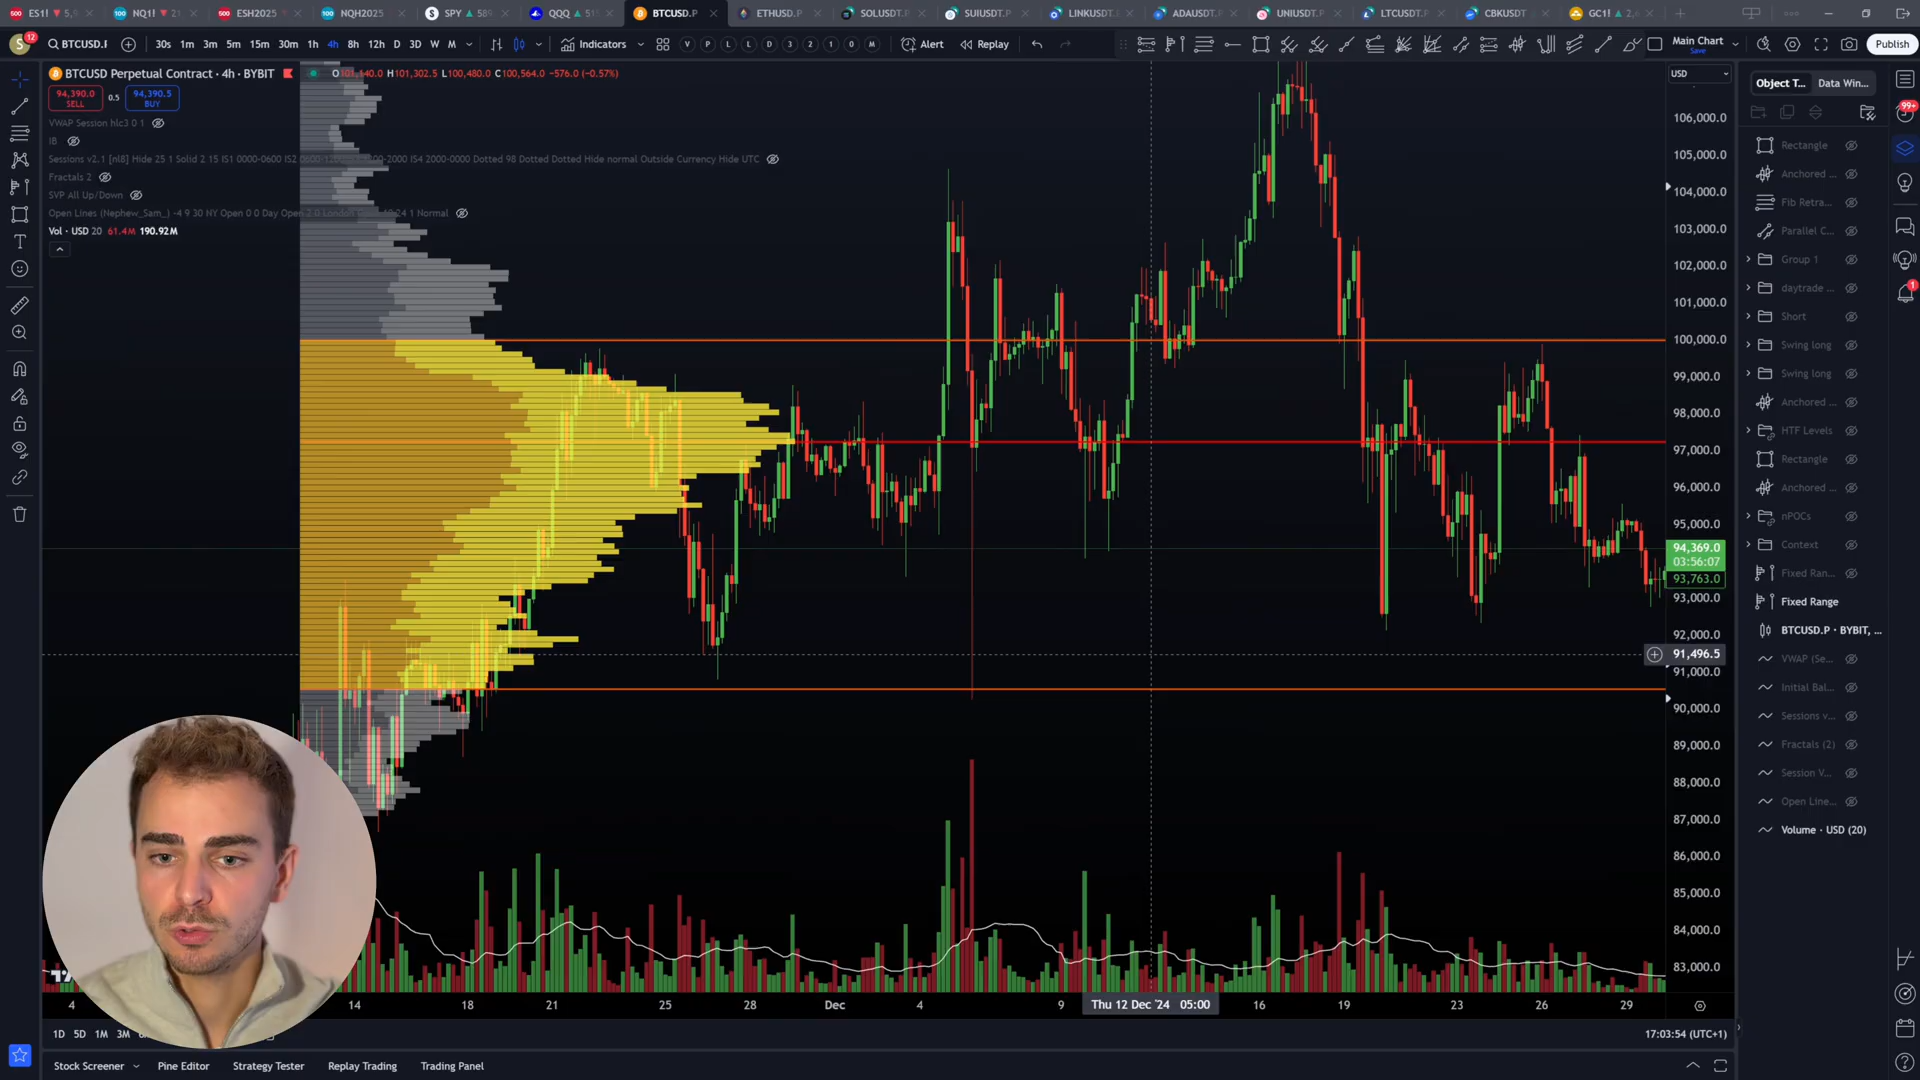 ES1! ▼ 5,9
NQ1! ▼ 21
ESH2025
NQH2025
SPY ▲ 589
QQQ ▲ 515
BTCUSD.P
ETHUSD.P
SOLUSDT.P
SUIUSDT.P
LINKUSDT.
ADAUSDT.P
UNIUSDT.P
LTCUSDT.P
CBKUSDT
GC1! ▲ 2,6
S 12
BTCUSD.I
30s 1m 3m 5m 15m 30m 1h 4h 8h 12h D 3D W M
Indicators
V P L L D 3 2 1 0 M
Alert
Replay
Main Chart
Save
Publish
BTCUSD Perpetual Contract · 4h · BYBIT
O101,140.0 H101,302.5 L100,480.0 C100,564.0 −576.0 (−0.57%)
94,390.0
SELL
0.5
94,390.5
BUY
VWAP Session hlc3 0 1
IB
Sessions v2.1 [nl8] Hide 25 1 Solid 2 15 IS1 0000-0600 IS2 IS4 2000-0000 Dotted 98 Dotted Dotted Hide normal Outside Currency Hide UTC
Fractals 2
SVP All Up/Down
Open Lines (Nephew_Sam_) -4 9 30 NY Open 0 0 Day Open 2 0 London 24 1 Normal
Vol · USD 20 61.4M 190.92M
USD
106,000.0
105,000.0
104,000.0
103,000.0
102,000.0
101,000.0
100,000.0
99,000.0
98,000.0
97,000.0
96,000.0
95,000.0
94,369.0
03:56:07
93,763.0
93,000.0
92,000.0
91,496.5
91,000.0
90,000.0
89,000.0
88,000.0
87,000.0
86,000.0
85,000.0
84,000.0
83,000.0
Object T...
Data Win...
Rectangle
Anchored ...
Fib Retra...
Parallel C...
Group 1
daytrade ...
Short
Swing long
Swing long
Anchored ...
HTF Levels
Rectangle
Anchored ...
nPOCs
Context
Fixed Ran...
Fixed Range
BTCUSD.P · BYBIT, ...
VWAP (Se...
Initial Bal...
Sessions v...
Fractals (2)
Session V...
Open Line...
Volume · USD (20)
99+
1
4 14 18 21 25 28 Dec 4 9 Thu 12 Dec '24 05:00 16 19 23 26 29
1D 5D 1M 3M
17:03:54 (UTC+1)
Stock Screener
Pine Editor
Strategy Tester
Replay Trading
Trading Panel